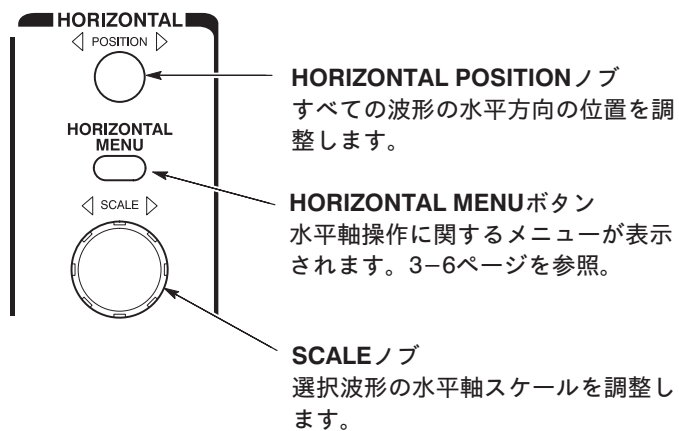 HORIZONTAL
POSITION
HORIZONTAL
MENU
SCALE
HORIZONTAL POSITIONノブ
すべての波形の水平方向の位置を調
整します。
HORIZONTAL MENUボタン
水平軸操作に関するメニューが表示
されます。3−6ページを参照。
SCALEノブ
選択波形の水平軸スケールを調整し
ます。